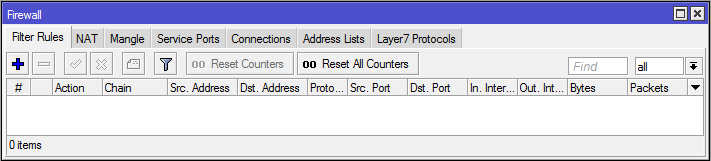 Firewall
Filter Rules NAT Mangle Service Ports Connections Address Lists Layer7 Protocols
00 Reset Counters 00 Reset All Counters Find all
# Action Chain Src. Address Dst. Address Proto... Src. Port Dst. Port In. Inter... Out. Int... Bytes Packets
0 items